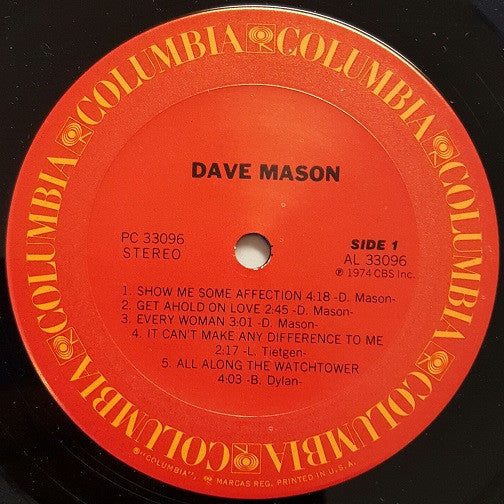 COLUMBIA COLUMBIA COLUMBIA COLUMBIA COLUMBIA COLUMBIA
DAVE MASON
PC 33096
STEREO
SIDE 1
AL 33096
℗ 1974 CBS Inc.
1. SHOW ME SOME AFFECTION 4:18 -D. Mason-
2. GET AHOLD ON LOVE 2:45 -D. Mason-
3. EVERY WOMAN 3:01 -D. Mason-
4. IT CAN'T MAKE ANY DIFFERENCE TO ME
2:17 -L. Tietgen-
5. ALL ALONG THE WATCHTOWER
4:03 -B. Dylan-
®"COLUMBIA", MARCAS REG. PRINTED IN U.S.A.